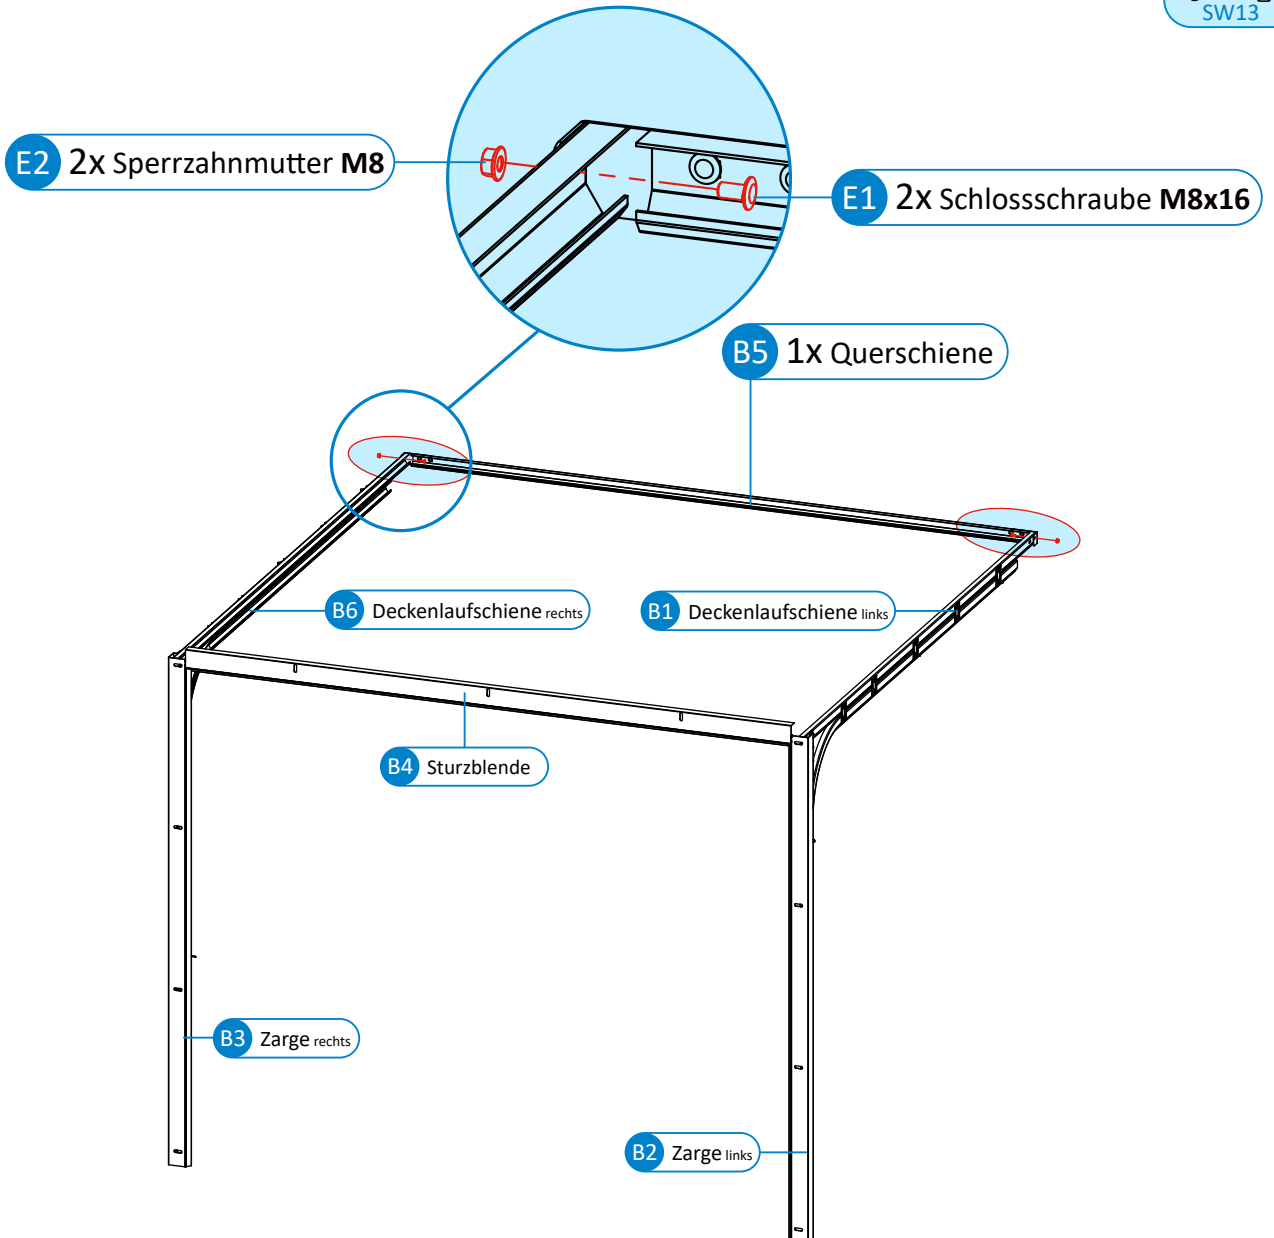 SW13
E2 2x Sperrzahnmutter M8
E1 2x Schlossschraube M8x16
B5 1x Querschiene
B6 Deckenlaufschiene rechts
B1 Deckenlaufschiene links
B4 Sturzblende
B3 Zarge rechts
B2 Zarge links